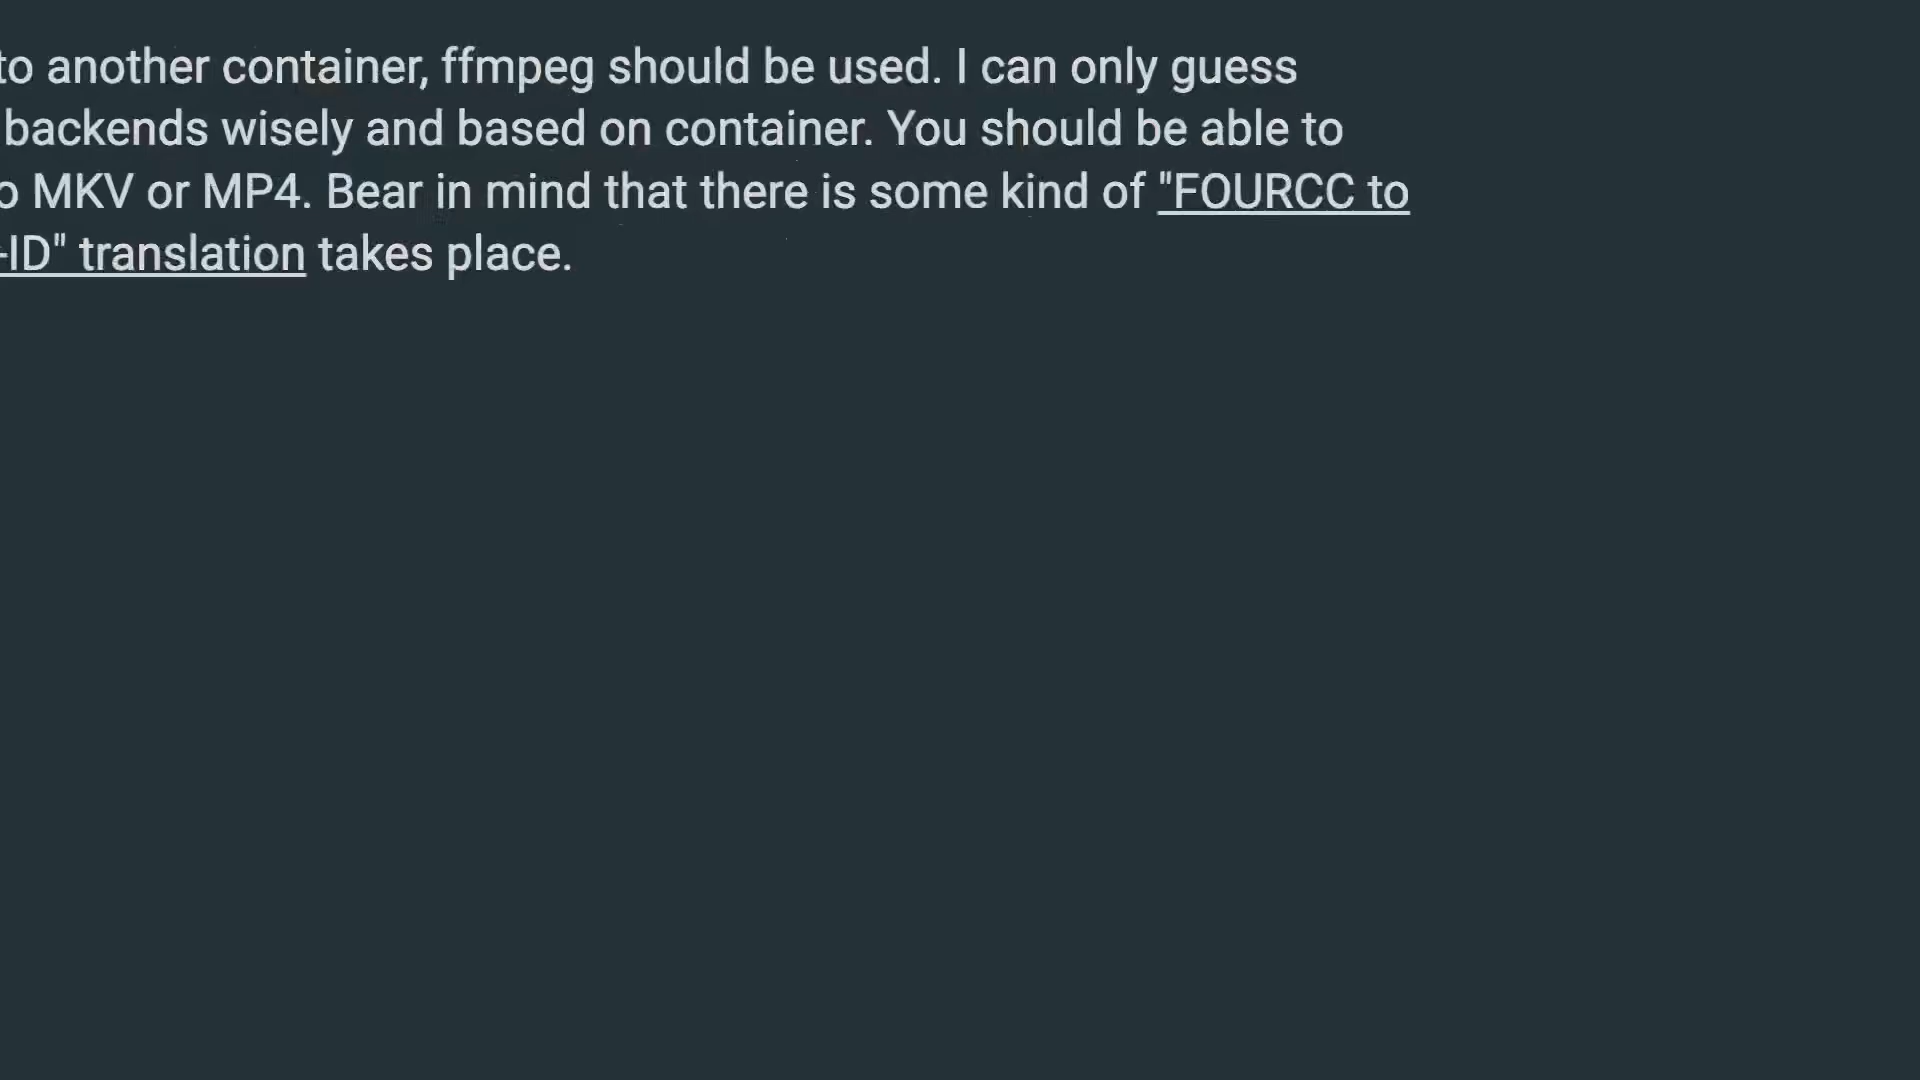 to another container, ffmpeg should be used. I can only guess
backends wisely and based on container. You should be able to
o MKV or MP4. Bear in mind that there is some kind of "FOURCC to
-ID" translation takes place.